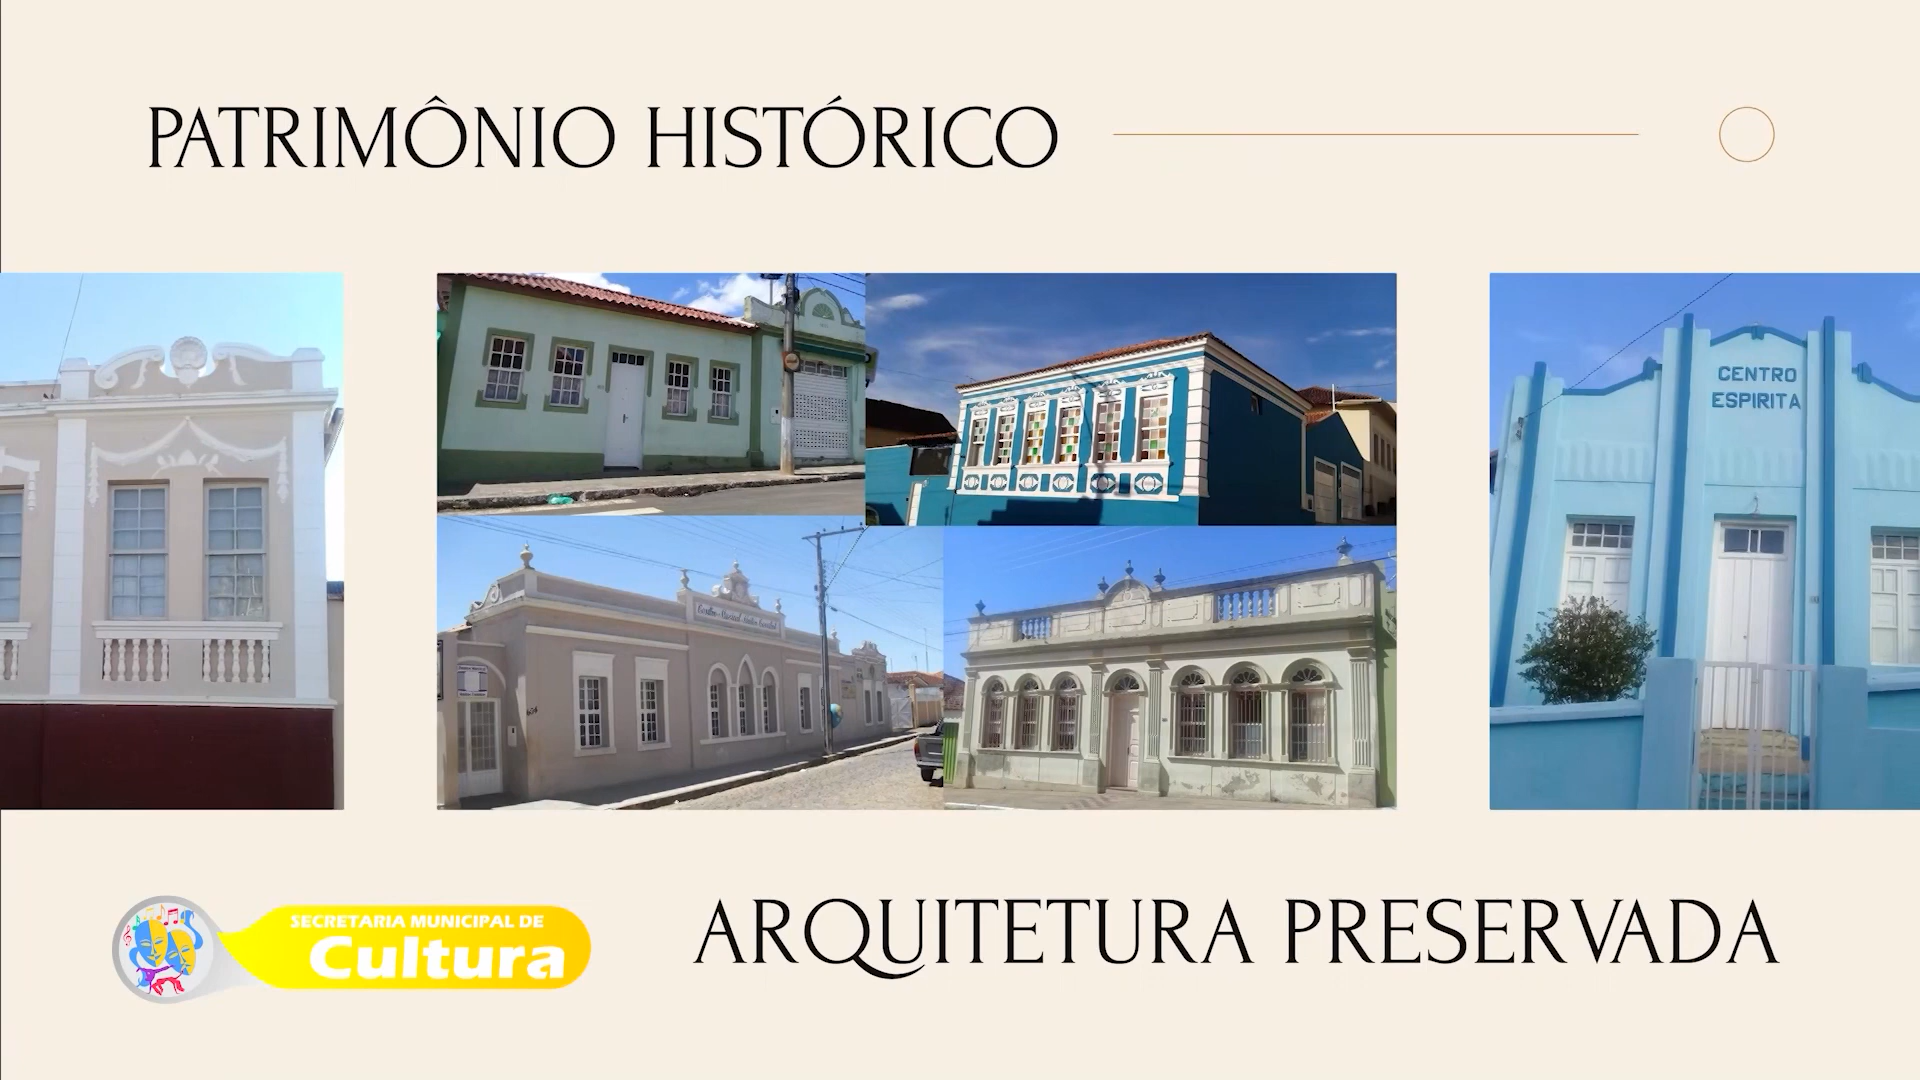 PATRIMÔNIO HISTÓRICO
CENTRO
ESPIRITA
SECRETARIA MUNICIPAL DE
Cultura
ARQUITETURA PRESERVADA